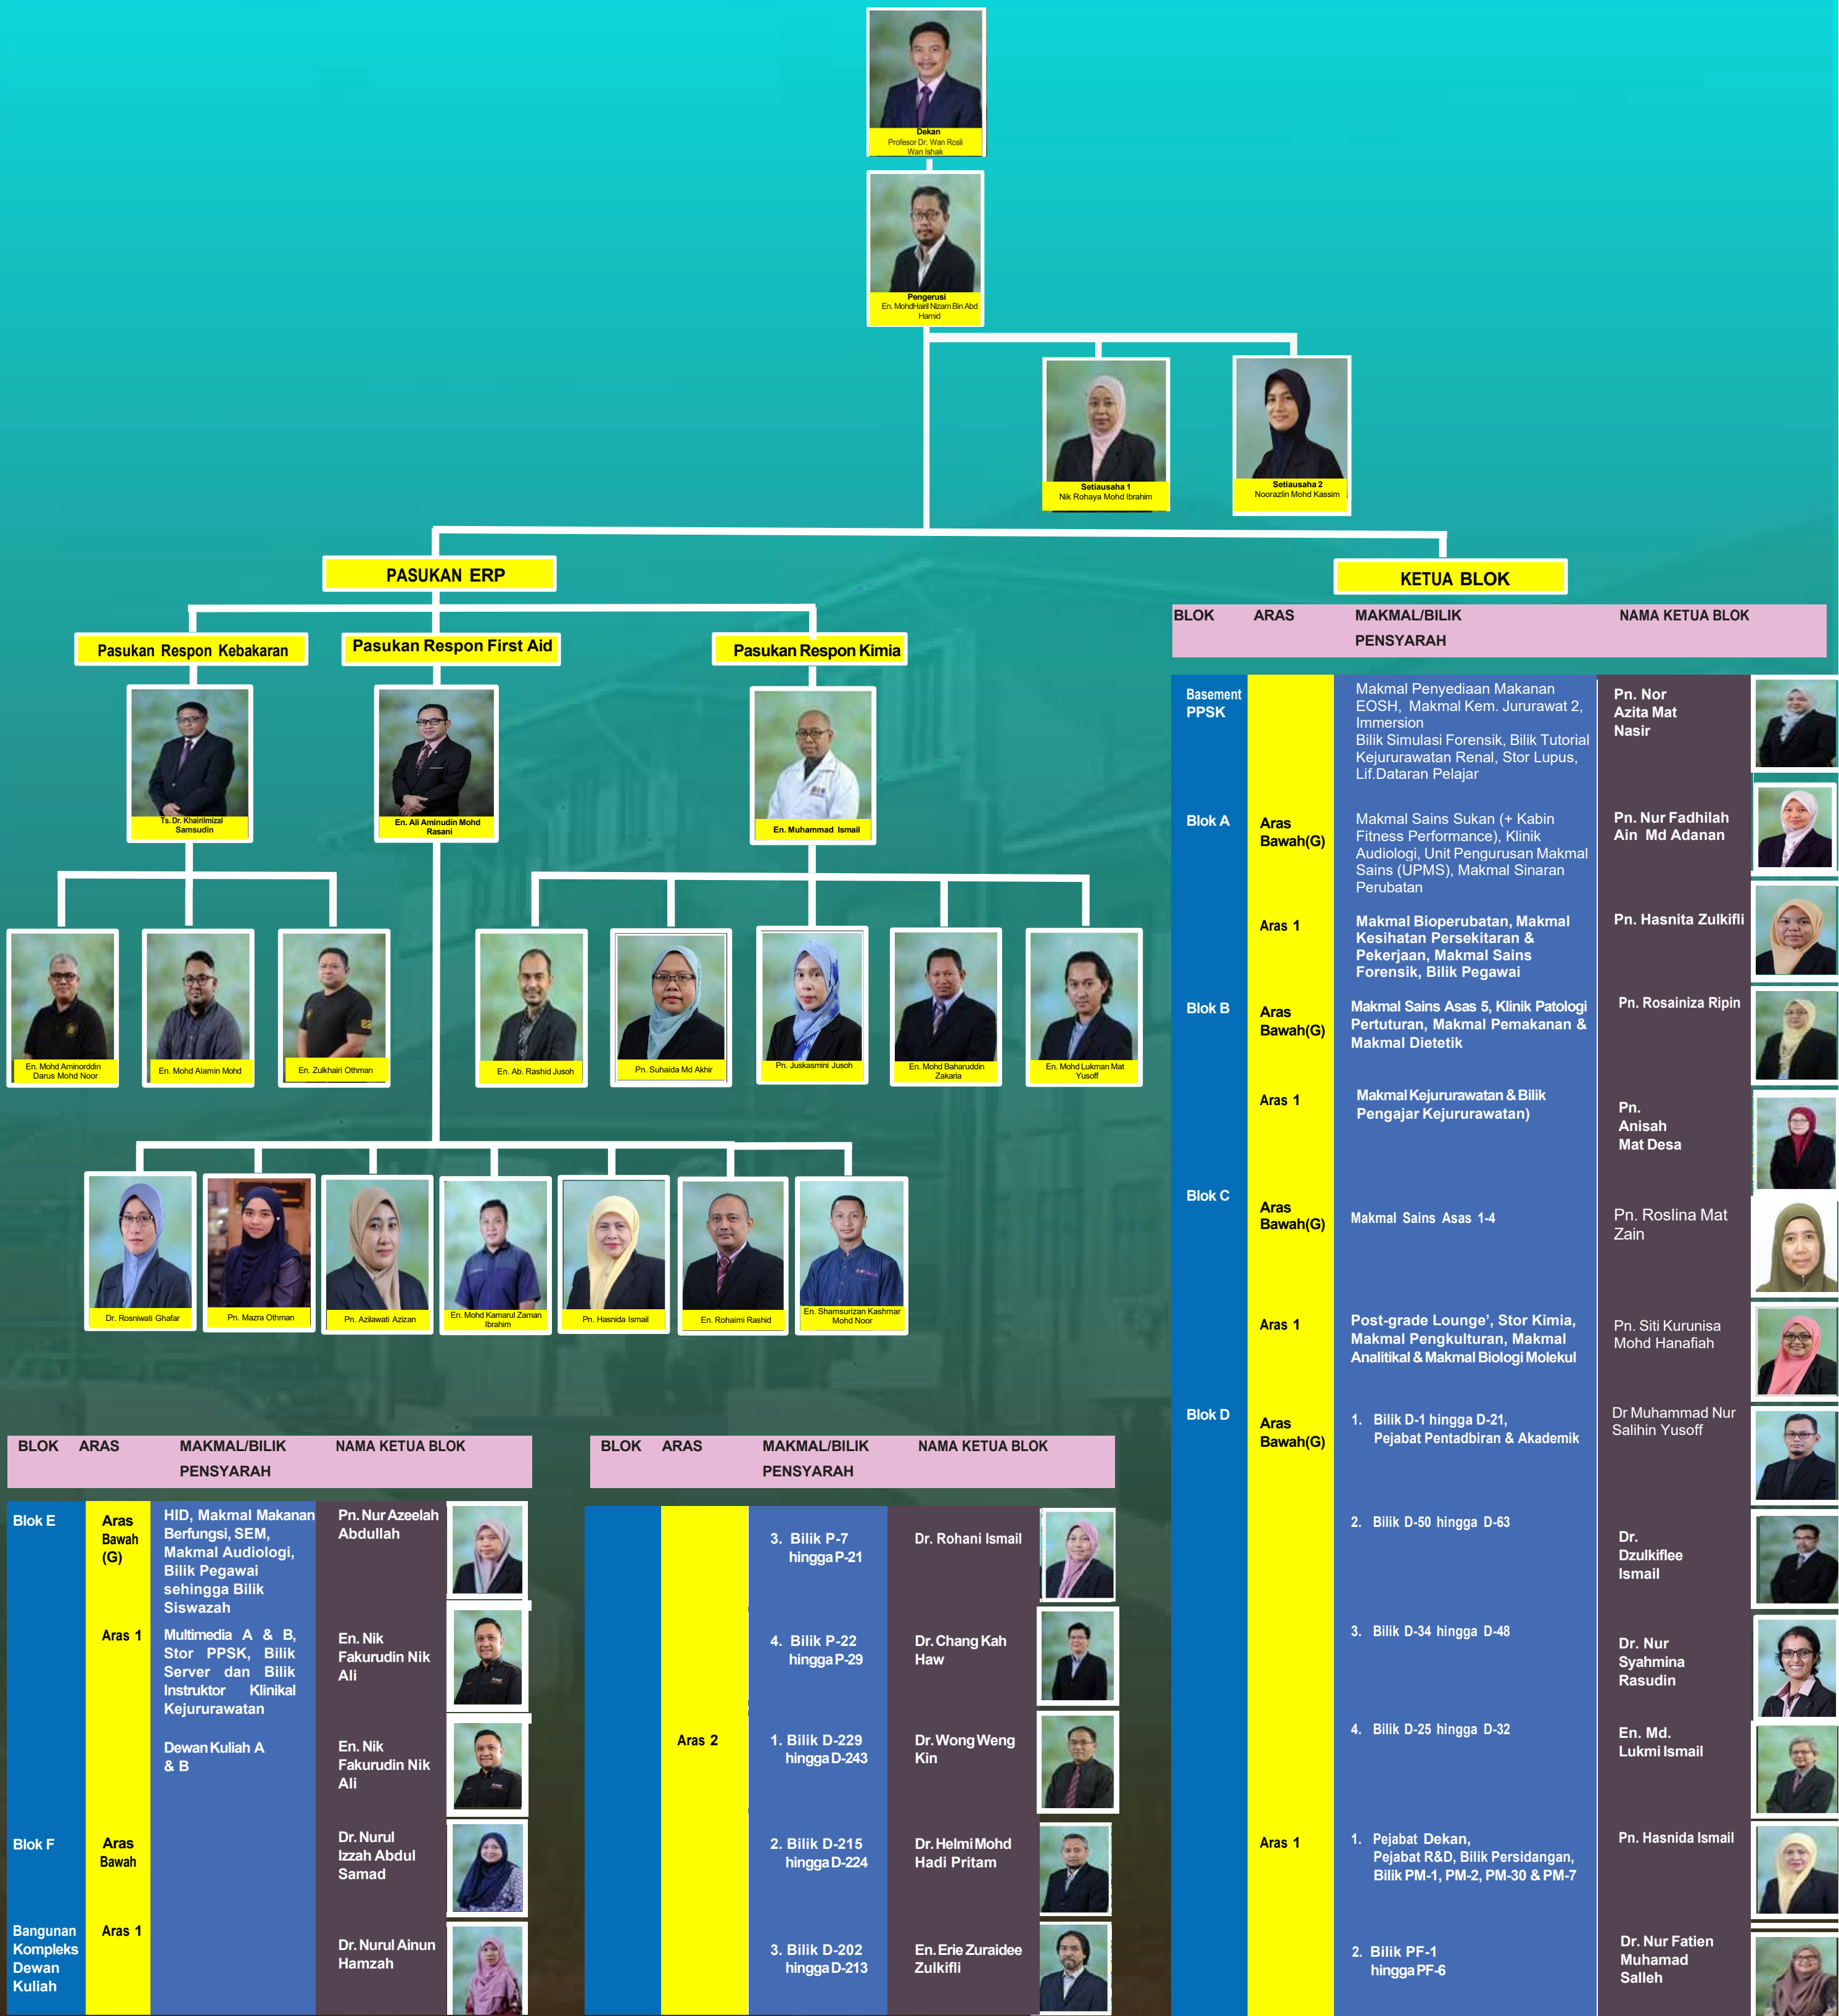 Dekan
Profesor Dr. Wan Rosli
Wan Ishak
Pengerusi
En. MohdHairil Nizam Bin Abd
Hamid
Setiausaha 1
Nik Rohaya Mohd Ibrahim
Setiausaha 2
Noorazlin Mohd Kassim
PASUKAN ERP
KETUA BLOK
Pasukan Respon Kebakaran
Pasukan Respon First Aid
Pasukan Respon Kimia
Ts. Dr. Khairilmizal
Samsudin
En. Ali Aminudin Mohd
Rasani
En. Muhammad Ismail
En. Mohd Aminorddin
Darus Mohd Noor
En. Mohd Alamin Mohd
En. Zulkhairi Othman
En. Ab. Rashid Jusoh
Pn. Suhaida Md Akhir
Pn. Juskasmini Jusoh
En. Mohd Baharuddin
Zakaria
En. Mohd Lukman Mat
Yusoff
Dr. Rosniwati Ghafar
Pn. Mazra Othman
Pn. Azilawati Azizan
En. Mohd Kamarul Zaman
Ibrahim
Pn. Hasnida Ismail
En. Rohaimi Rashid
En. Shamsurizan Kashmar
Mohd Noor
BLOK ARAS MAKMAL/BILIK NAMA KETUA BLOK
PENSYARAH
Basement
PPSK
Makmal Penyediaan Makanan
EOSH, Makmal Kem. Jururawat 2,
Immersion
Bilik Simulasi Forensik, Bilik Tutorial
Kejururawatan Renal, Stor Lupus,
Lif.Dataran Pelajar
Pn. Nor
Azita Mat
Nasir
Blok A
Aras
Bawah(G)
Makmal Sains Sukan (+ Kabin
Fitness Performance), Klinik
Audiologi, Unit Pengurusan Makmal
Sains (UPMS), Makmal Sinaran
Perubatan
Pn. Nur Fadhilah
Ain Md Adanan
Aras 1
Makmal Bioperubatan, Makmal
Kesihatan Persekitaran &
Pekerjaan, Makmal Sains
Forensik, Bilik Pegawai
Pn. Hasnita Zulkifli
Blok B
Aras
Bawah(G)
Makmal Sains Asas 5, Klinik Patologi
Pertuturan, Makmal Pemakanan &
Makmal Dietetik
Pn. Rosainiza Ripin
Aras 1
Makmal Kejururawatan & Bilik
Pengajar Kejururawatan)
Pn.
Anisah
Mat Desa
Blok C
Aras
Bawah(G)
Makmal Sains Asas 1-4
Pn. Roslina Mat
Zain
Aras 1
Post-grade Lounge’, Stor Kimia,
Makmal Pengkulturan, Makmal
Analitikal & Makmal Biologi Molekul
Pn. Siti Kurunisa
Mohd Hanafiah
Blok D
Aras
Bawah(G)
1. Bilik D-1 hingga D-21,
Pejabat Pentadbiran & Akademik
Dr Muhammad Nur
Salihin Yusoff
2. Bilik D-50 hingga D-63
Dr.
Dzulkiflee
Ismail
3. Bilik D-34 hingga D-48
Dr. Nur
Syahmina
Rasudin
4. Bilik D-25 hingga D-32
En. Md.
Lukmi Ismail
Aras 1
1. Pejabat Dekan,
Pejabat R&D, Bilik Persidangan,
Bilik PM-1, PM-2, PM-30 & PM-7
Pn. Hasnida Ismail
2. Bilik PF-1
hingga PF-6
Dr. Nur Fatien
Muhamad
Salleh
BLOK ARAS MAKMAL/BILIK NAMA KETUA BLOK
PENSYARAH
Blok E
Aras
Bawah
(G)
HID, Makmal Makanan
Berfungsi, SEM,
Makmal Audiologi,
Bilik Pegawai
sehingga Bilik
Siswazah
Pn. Nur Azeelah
Abdullah
Aras 1
Multimedia A & B,
Stor PPSK, Bilik
Server dan Bilik
Instruktor Klinikal
Kejururawatan
En. Nik
Fakurudin Nik
Ali
Dewan Kuliah A
& B
En. Nik
Fakurudin Nik
Ali
Blok F
Aras
Bawah
Dr. Nurul
Izzah Abdul
Samad
Bangunan
Kompleks
Dewan
Kuliah
Aras 1
Dr. Nurul Ainun
Hamzah
BLOK ARAS MAKMAL/BILIK NAMA KETUA BLOK
PENSYARAH
3. Bilik P-7
hingga P-21
Dr. Rohani Ismail
4. Bilik P-22
hingga P-29
Dr. Chang Kah
Haw
Aras 2
1. Bilik D-229
hingga D-243
Dr. Wong Weng
Kin
2. Bilik D-215
hingga D-224
Dr. Helmi Mohd
Hadi Pritam
3. Bilik D-202
hingga D-213
En. Erie Zuraidee
Zulkifli